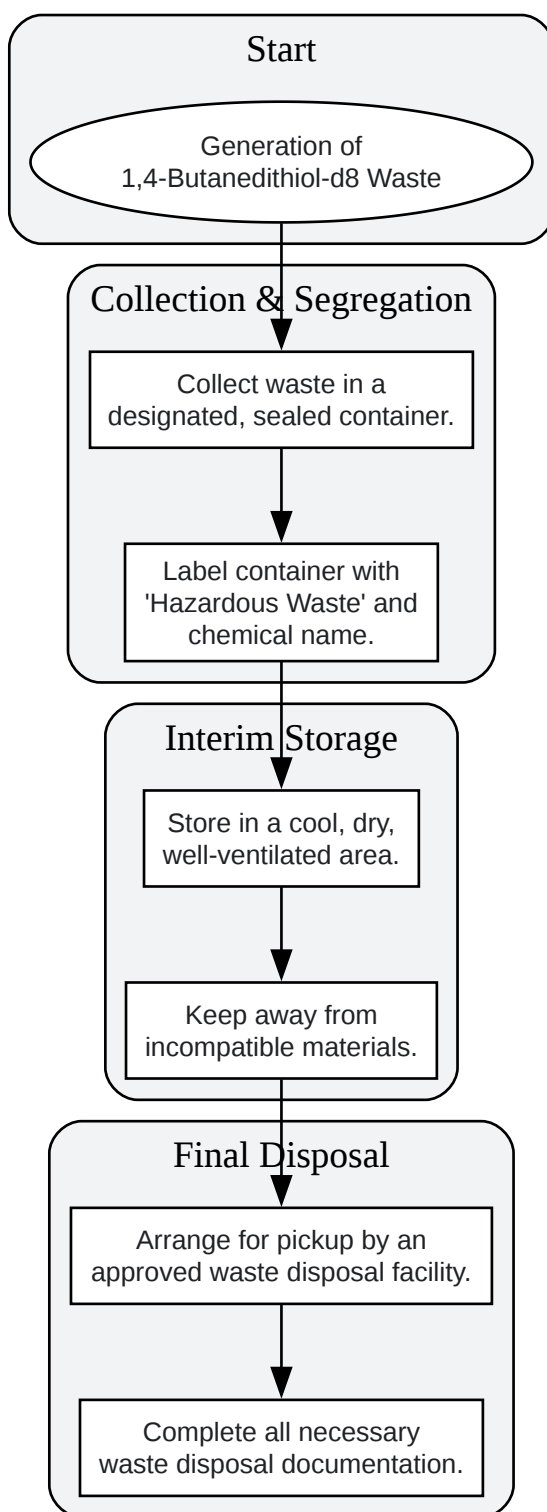 Start
Generation of
1,4-Butanedithiol-d8 Waste
Collection & Segregation
Collect waste in a
designated, sealed container.
Label container with
'Hazardous Waste' and
chemical name.
Interim Storage
Store in a cool, dry,
well-ventilated area.
Keep away from
incompatible materials.
Final Disposal
Arrange for pickup by an
approved waste disposal facility.
Complete all necessary
waste disposal documentation.